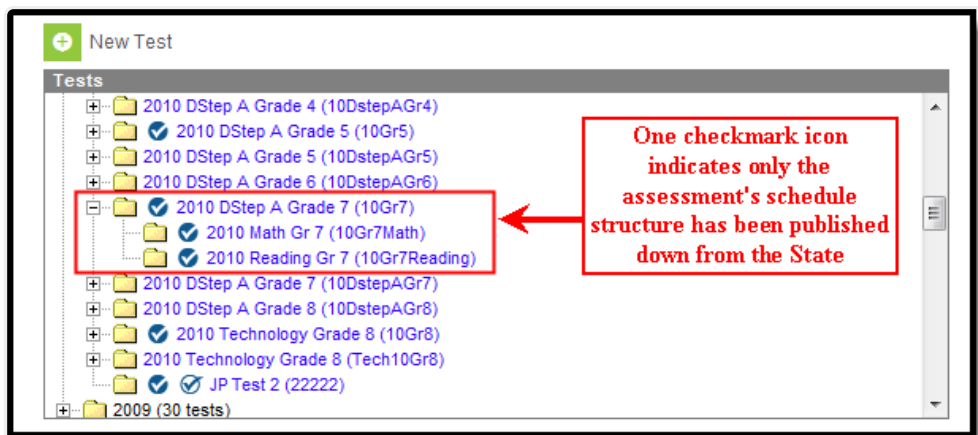 New Test
Tests
2010 DStep A Grade 4 (10DstepAGr4)
2010 DStep A Grade 5 (10Gr5)
2010 DStep A Grade 5 (10DstepAGr5)
2010 DStep A Grade 6 (10DstepAGr6)
2010 DStep A Grade 7 (10Gr7)
2010 Math Gr 7 (10Gr7Math)
2010 Reading Gr 7 (10Gr7Reading)
2010 DStep A Grade 7 (10DstepAGr7)
2010 DStep A Grade 8 (10DstepAGr8)
2010 Technology Grade 8 (10Gr8)
2010 Technology Grade 8 (Tech10Gr8)
JP Test 2 (22222)
2009 (30 tests)
One checkmark icon
indicates only the
assessment's schedule
structure has been published
down from the State